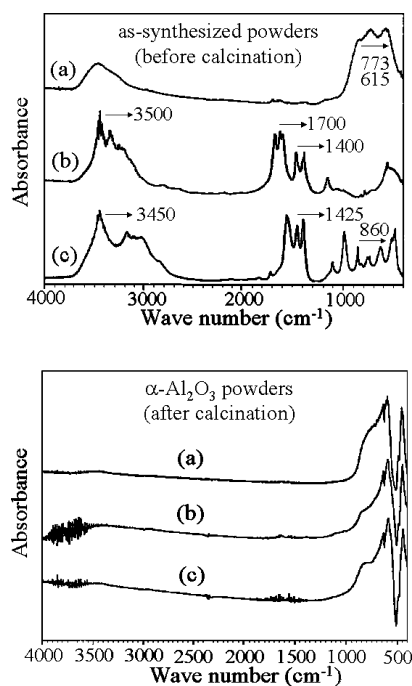 as-synthesized powders
(before calcination)
(a)
773
615
3500
1700
(b)
1400
3450
1425
860
(c)
Absorbance
4000 3000 2000 1000
Wave number (cm⁻¹)
α-Al₂O₃ powders
(after calcination)
(a)
(b)
(c)
Absorbance
4000 3500 3000 2500 2000 1500 1000 500
Wave number (cm⁻¹)